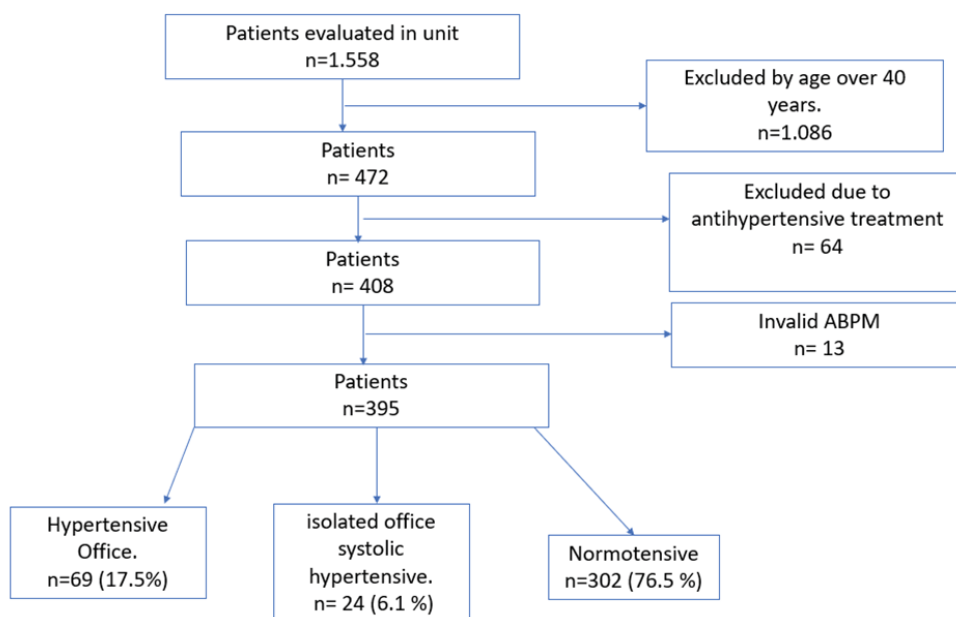 Patients evaluated in unit
n=1.558
Excluded by age over 40
years.
n=1.086
Patients
n= 472
Excluded due to
antihypertensive treatment
n= 64
Patients
n= 408
Invalid ABPM
n= 13
Patients
n=395
Hypertensive
Office.
n=69 (17.5%)
isolated office
systolic
hypertensive.
n= 24 (6.1 %)
Normotensive
n=302 (76.5 %)